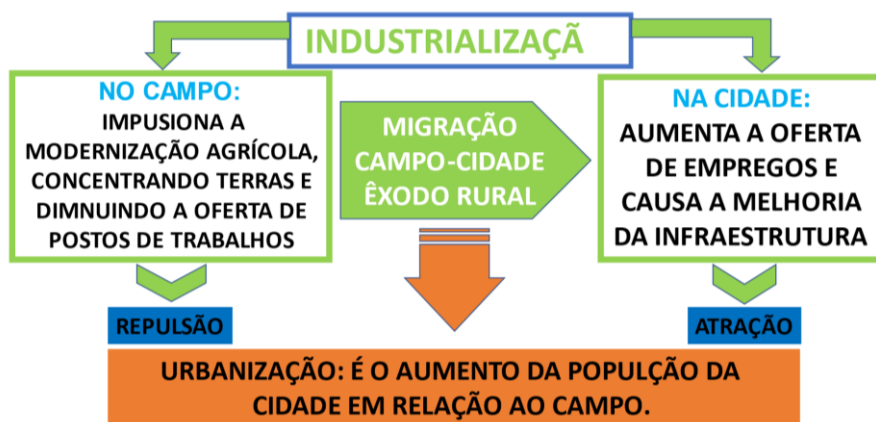 INDUSTRIALIZAÇÃ
NO CAMPO:
IMPUSIONA A
MODERNIZAÇÃO AGRÍCOLA,
CONCENTRANDO TERRAS E
DIMNUINDO A OFERTA DE
POSTOS DE TRABALHOS
MIGRAÇÃO
CAMPO-CIDADE
ÊXODO RURAL
NA CIDADE:
AUMENTA A OFERTA
DE EMPREGOS E
CAUSA A MELHORIA
DA INFRAESTRUTURA
REPULSÃO
ATRAÇÃO
URBANIZAÇÃO: É O AUMENTO DA POPULÇÃO DA
CIDADE EM RELAÇÃO AO CAMPO.